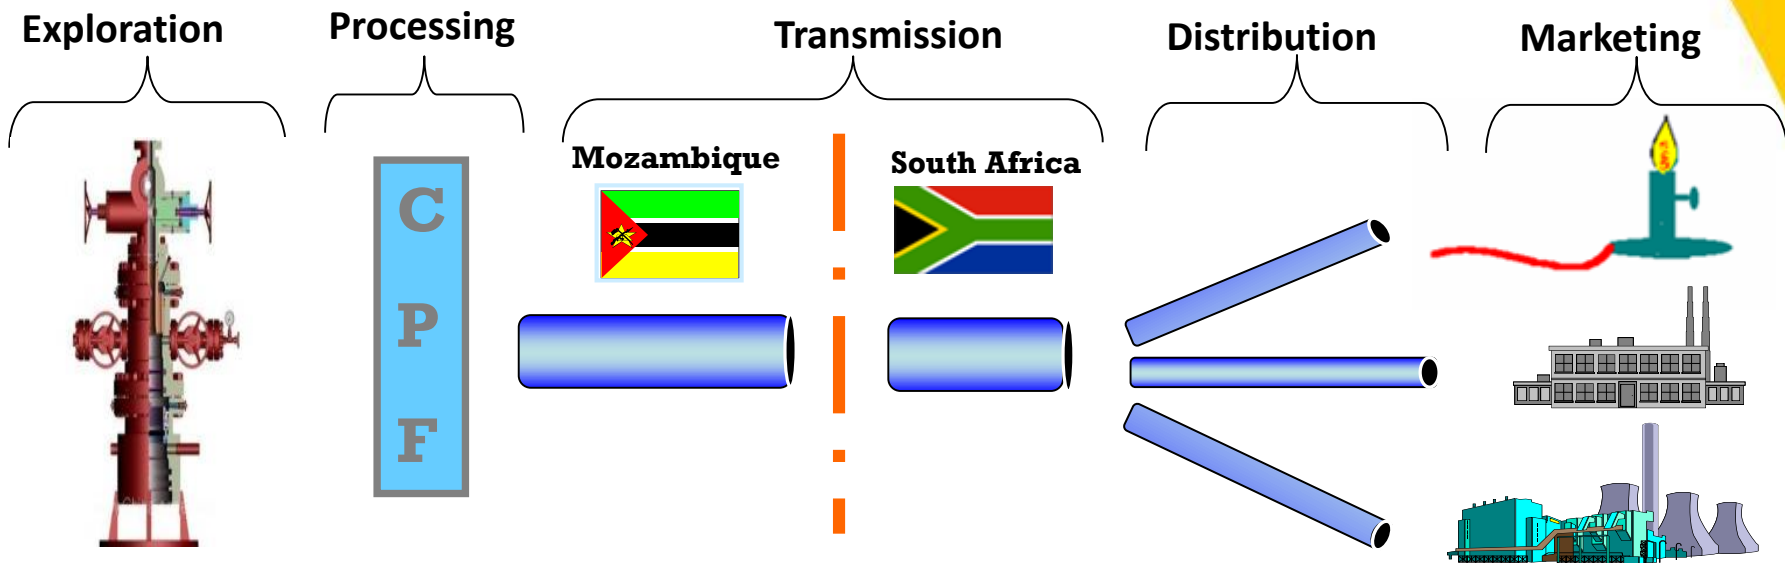 Exploration
Processing
Transmission
Distribution
Marketing
Mozambique
South Africa
C
P
F